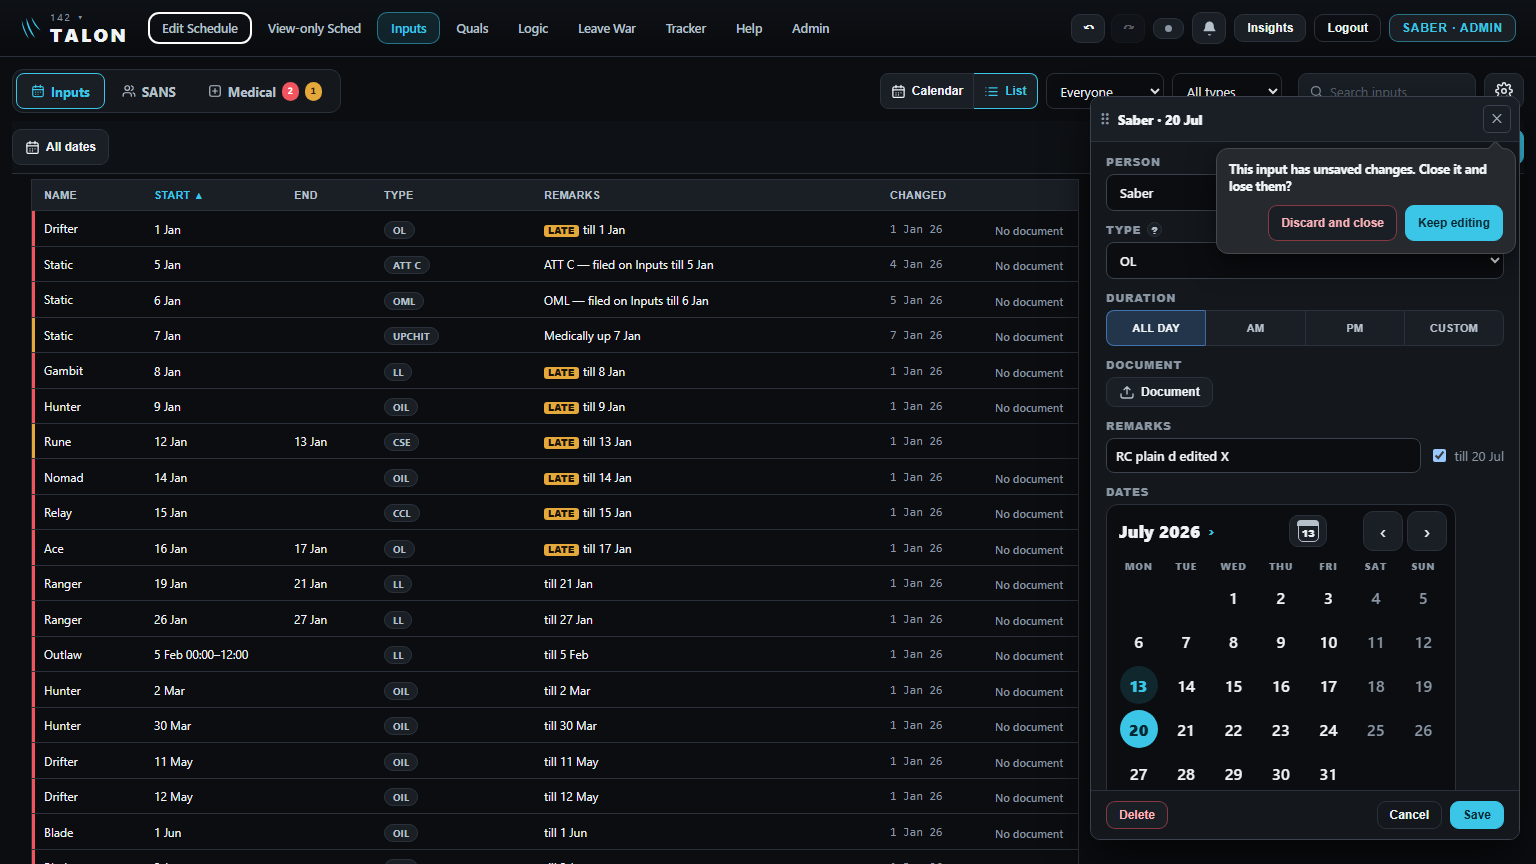 142
TALON
Edit Schedule
View-only Sched
Inputs
Quals
Logic
Leave War
Tracker
Help
Admin
Insights
Logout
SABER · ADMIN
Inputs
SANS
Medical 2 1
Calendar
List
Everyone
All types
Search inputs
All dates
NAME START ▲ END TYPE REMARKS CHANGED
Drifter 1 Jan OL LATE till 1 Jan 1 Jan 26 No document
Static 5 Jan ATT C ATT C — filed on Inputs till 5 Jan 4 Jan 26 No document
Static 6 Jan OML OML — filed on Inputs till 6 Jan 5 Jan 26 No document
Static 7 Jan UPCHIT Medically up 7 Jan 7 Jan 26 No document
Gambit 8 Jan LL LATE till 8 Jan 1 Jan 26 No document
Hunter 9 Jan OIL LATE till 9 Jan 1 Jan 26 No document
Rune 12 Jan 13 Jan CSE LATE till 13 Jan 1 Jan 26
Nomad 14 Jan OIL LATE till 14 Jan 1 Jan 26 No document
Relay 15 Jan CCL LATE till 15 Jan 1 Jan 26 No document
Ace 16 Jan 17 Jan OL LATE till 17 Jan 1 Jan 26 No document
Ranger 19 Jan 21 Jan LL till 21 Jan 1 Jan 26 No document
Ranger 26 Jan 27 Jan LL till 27 Jan 1 Jan 26 No document
Outlaw 5 Feb 00:00–12:00 LL till 5 Feb 1 Jan 26 No document
Hunter 2 Mar OIL till 2 Mar 1 Jan 26 No document
Hunter 30 Mar OIL till 30 Mar 1 Jan 26 No document
Drifter 11 May OIL till 11 May 1 Jan 26 No document
Drifter 12 May OIL till 12 May 1 Jan 26 No document
Blade 1 Jun OIL till 1 Jun 1 Jan 26 No document
Saber · 20 Jul
PERSON
Saber
This input has unsaved changes. Close it and
lose them?
Discard and close
Keep editing
TYPE ?
OL
DURATION
ALL DAY AM PM CUSTOM
DOCUMENT
Document
REMARKS
RC plain d edited X
till 20 Jul
DATES
July 2026 ›
13
‹ ›
MON TUE WED THU FRI SAT SUN
1 2 3 4 5
6 7 8 9 10 11 12
13 14 15 16 17 18 19
20 21 22 23 24 25 26
27 28 29 30 31
Delete
Cancel
Save